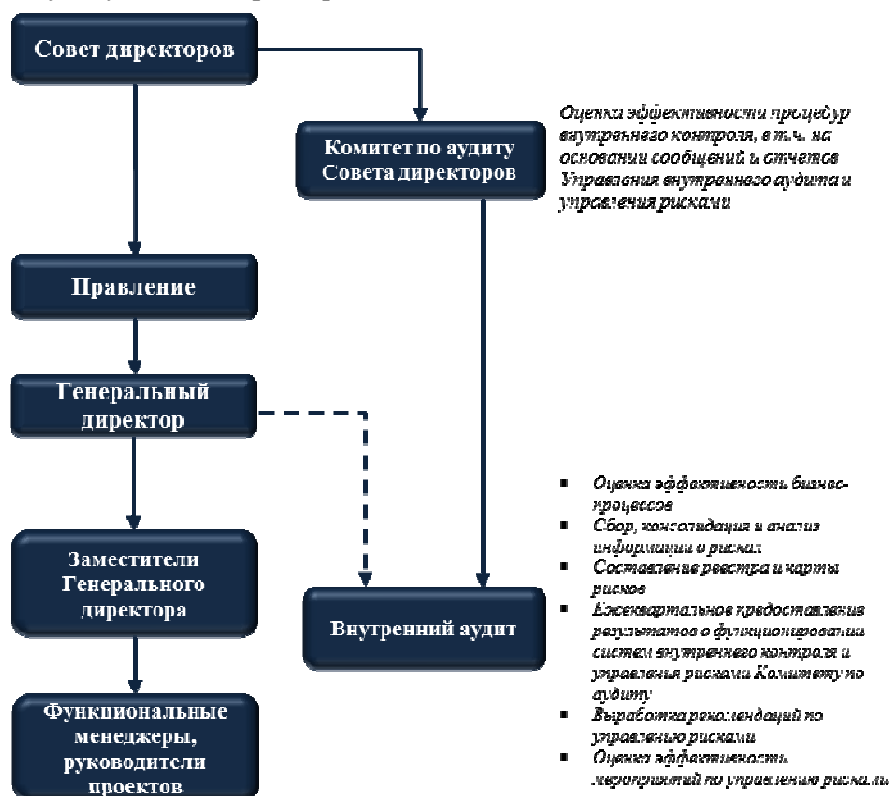 Совет директоров
Комитет по аудиту
Совета директоров
Оценка эффективности процедур
внутреннего контроля, в т.ч. на
основании сообщений и отчетов
Управления внутреннего аудита и
управления рисками
Правление
Генеральный
директор
Заместители
Генерального
директора
Внутренний аудит
Функциональные
менеджеры,
руководители
проектов
▪ Оценка эффективность бизнес-
процессов
▪ Сбор, консолидация и анализ
информации о рисках
▪ Составление реестра и карты
рисков
▪ Ежеквартальное предоставление
результатов о функционировании
систем внутреннего контроля и
управления рисками Комитету по
аудиту
▪ Выработка рекомендаций по
управлению рисками
▪ Оценка эффективность
мероприятий по управлению рисками